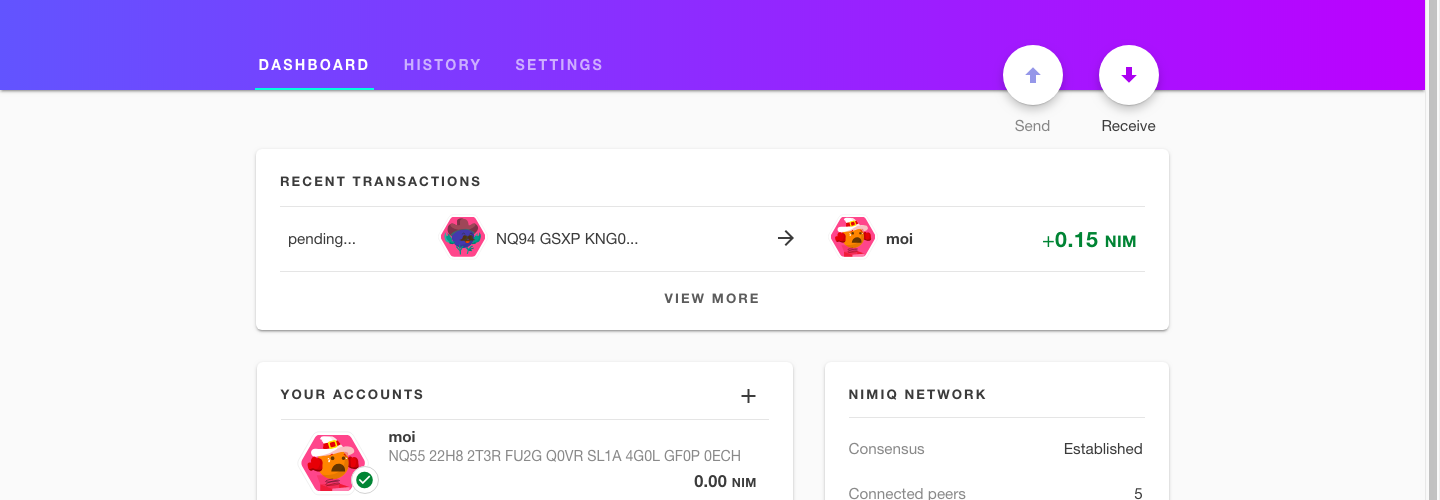 DASHBOARD HISTORY SETTINGS
Send Receive
RECENT TRANSACTIONS
pending... NQ94 GSXP KNG0... moi +0.15 NIM
VIEW MORE
YOUR ACCOUNTS
moi
NQ55 22H8 2T3R FU2G Q0VR SL1A 4G0L GF0P 0ECH
0.00 NIM
NIMIQ NETWORK
Consensus Established
Connected peers 5